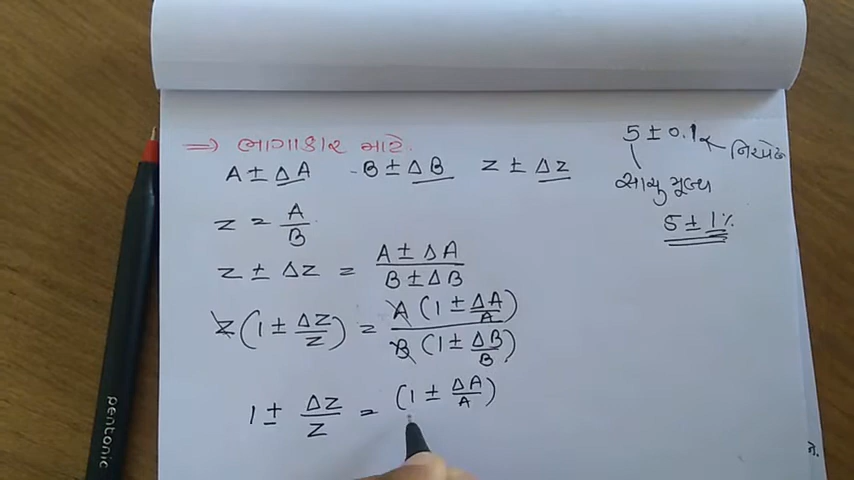 ⇒ ભાગાકાર માટે.
A ± ΔA   B ± ΔB   Z ± ΔZ
Z = A/B
Z ± ΔZ = (A ± ΔA)/(B ± ΔB)
Z(1 ± ΔZ/Z) = A(1 ± ΔA/A)/B(1 ± ΔB/B)
1 ± ΔZ/Z = (1 ± ΔA/A)
5 ± 0.1
નિરપેક્ષ
સાચુ મૂલ્ય
5 ± 1%
pentonic